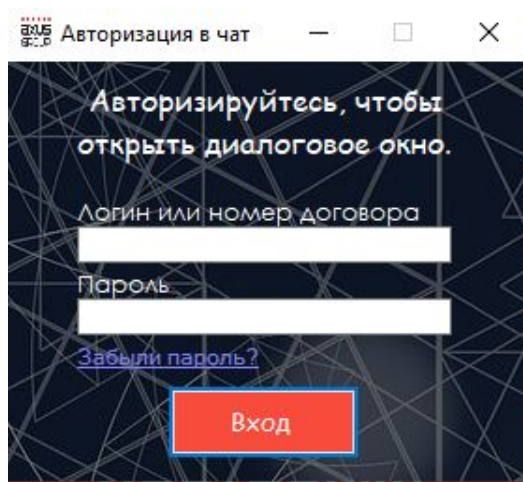 Авторизация в чат
Авторизируйтесь, чтобы
открыть диалоговое окно.
Логин или номер договора
Пароль
Забыли пароль?
Вход